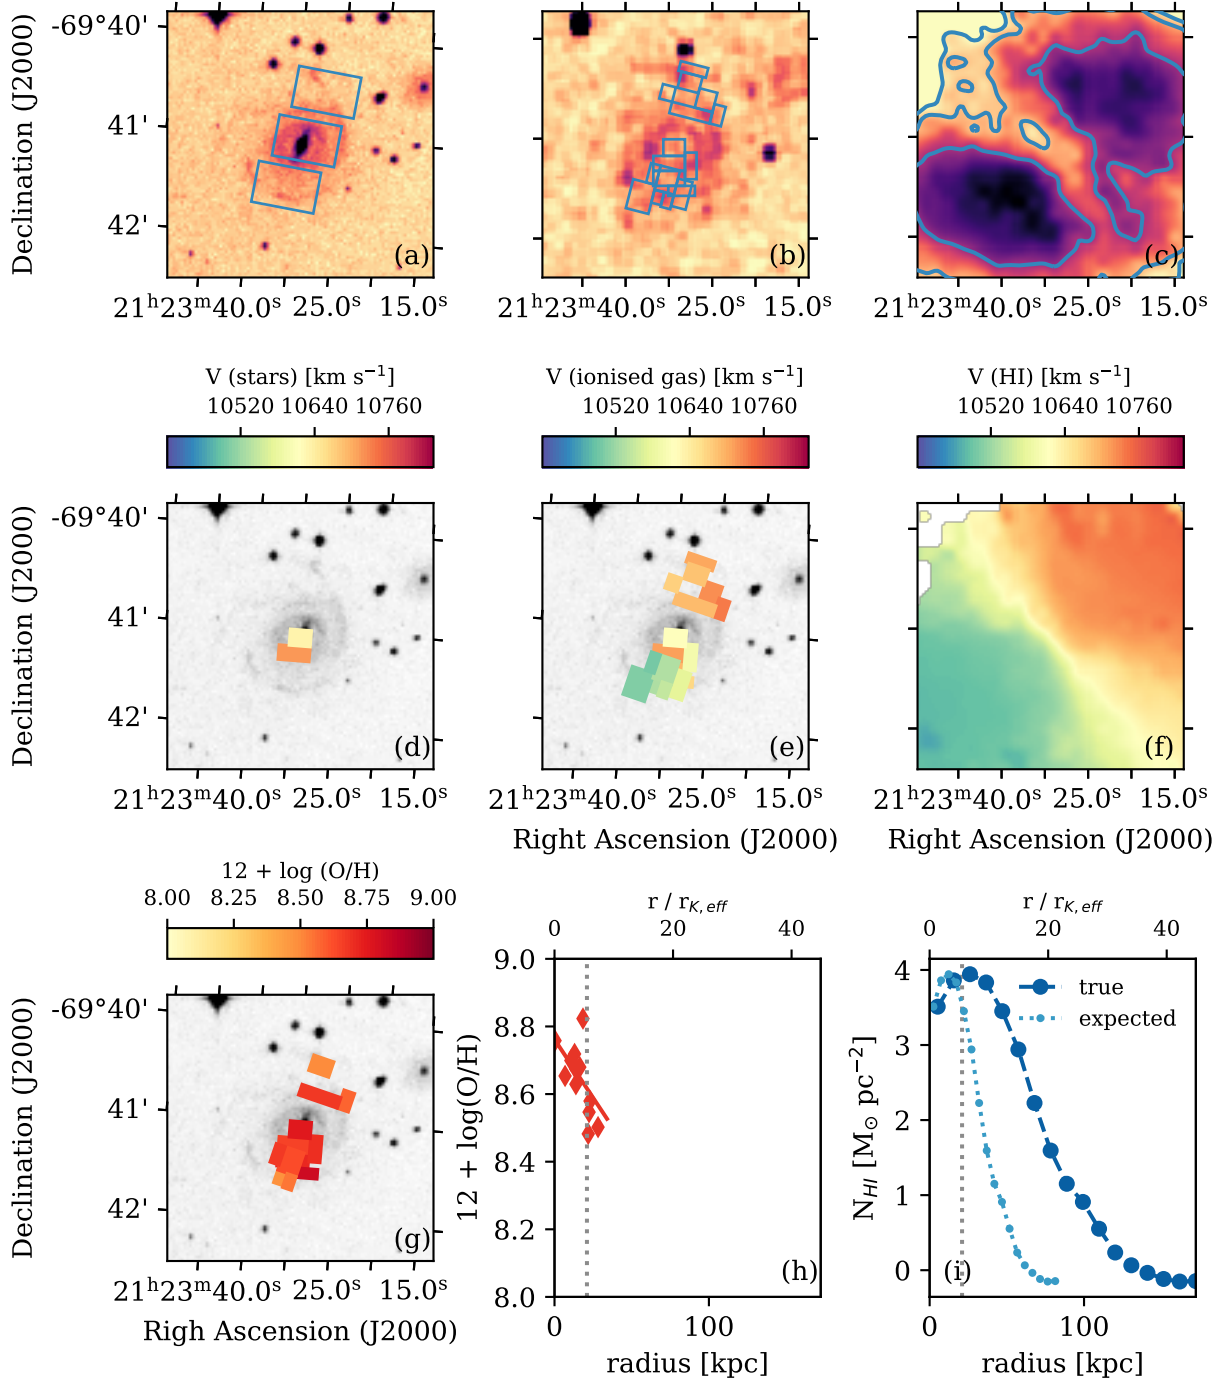 Declination (J2000)
-69°40'
41'
42'
(a)
(b)
(c)
21ʰ23ᵐ40.0ˢ 25.0ˢ 15.0ˢ
21ʰ23ᵐ40.0ˢ 25.0ˢ 15.0ˢ
21ʰ23ᵐ40.0ˢ 25.0ˢ 15.0ˢ
V (stars) [km s⁻¹]
10520 10640 10760
V (ionised gas) [km s⁻¹]
10520 10640 10760
V (HI) [km s⁻¹]
10520 10640 10760
Declination (J2000)
-69°40'
41'
42'
(d)
(e)
(f)
21ʰ23ᵐ40.0ˢ 25.0ˢ 15.0ˢ
21ʰ23ᵐ40.0ˢ 25.0ˢ 15.0ˢ
21ʰ23ᵐ40.0ˢ 25.0ˢ 15.0ˢ
Right Ascension (J2000)
Right Ascension (J2000)
12 + log (O/H)
8.00 8.25 8.50 8.75 9.00
Declination (J2000)
-69°40'
41'
42'
(g)
21ʰ23ᵐ40.0ˢ 25.0ˢ 15.0ˢ
Righ Ascension (J2000)
r / r_K,eff
0 20 40
12 + log(O/H)
9.0
8.8
8.6
8.4
8.2
8.0
(h)
0 100
radius [kpc]
r / r_K,eff
0 20 40
N_HI [M_⊙ pc⁻²]
4
3
2
1
0
true
expected
(i)
0 100
radius [kpc]